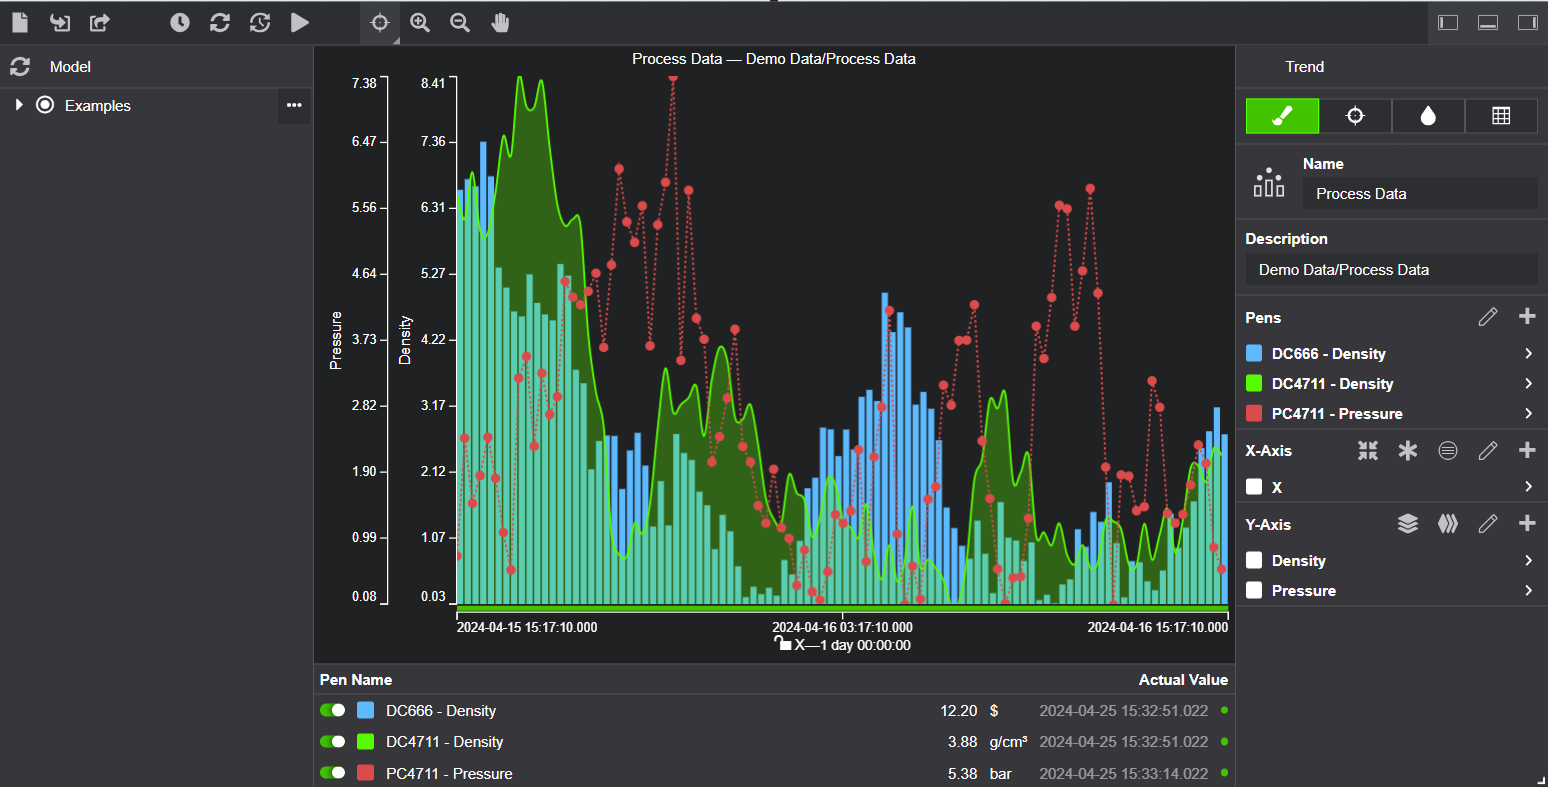 Model
Examples
Process Data — Demo Data/Process Data
7.38
6.47
5.56
4.64
3.73
2.82
1.90
0.99
0.08
Pressure
8.41
7.36
6.31
5.27
4.22
3.17
2.12
1.07
0.03
Density
2024-04-15 15:17:10.000
2024-04-16 03:17:10.000
2024-04-16 15:17:10.000
X—1 day 00:00:00
Pen Name Actual Value
DC666 - Density 12.20 $ 2024-04-25 15:32:51.022
DC4711 - Density 3.88 g/cm³ 2024-04-25 15:32:51.022
PC4711 - Pressure 5.38 bar 2024-04-25 15:33:14.022
Trend
Name
Process Data
Description
Demo Data/Process Data
Pens
DC666 - Density
DC4711 - Density
PC4711 - Pressure
X-Axis
X
Y-Axis
Density
Pressure